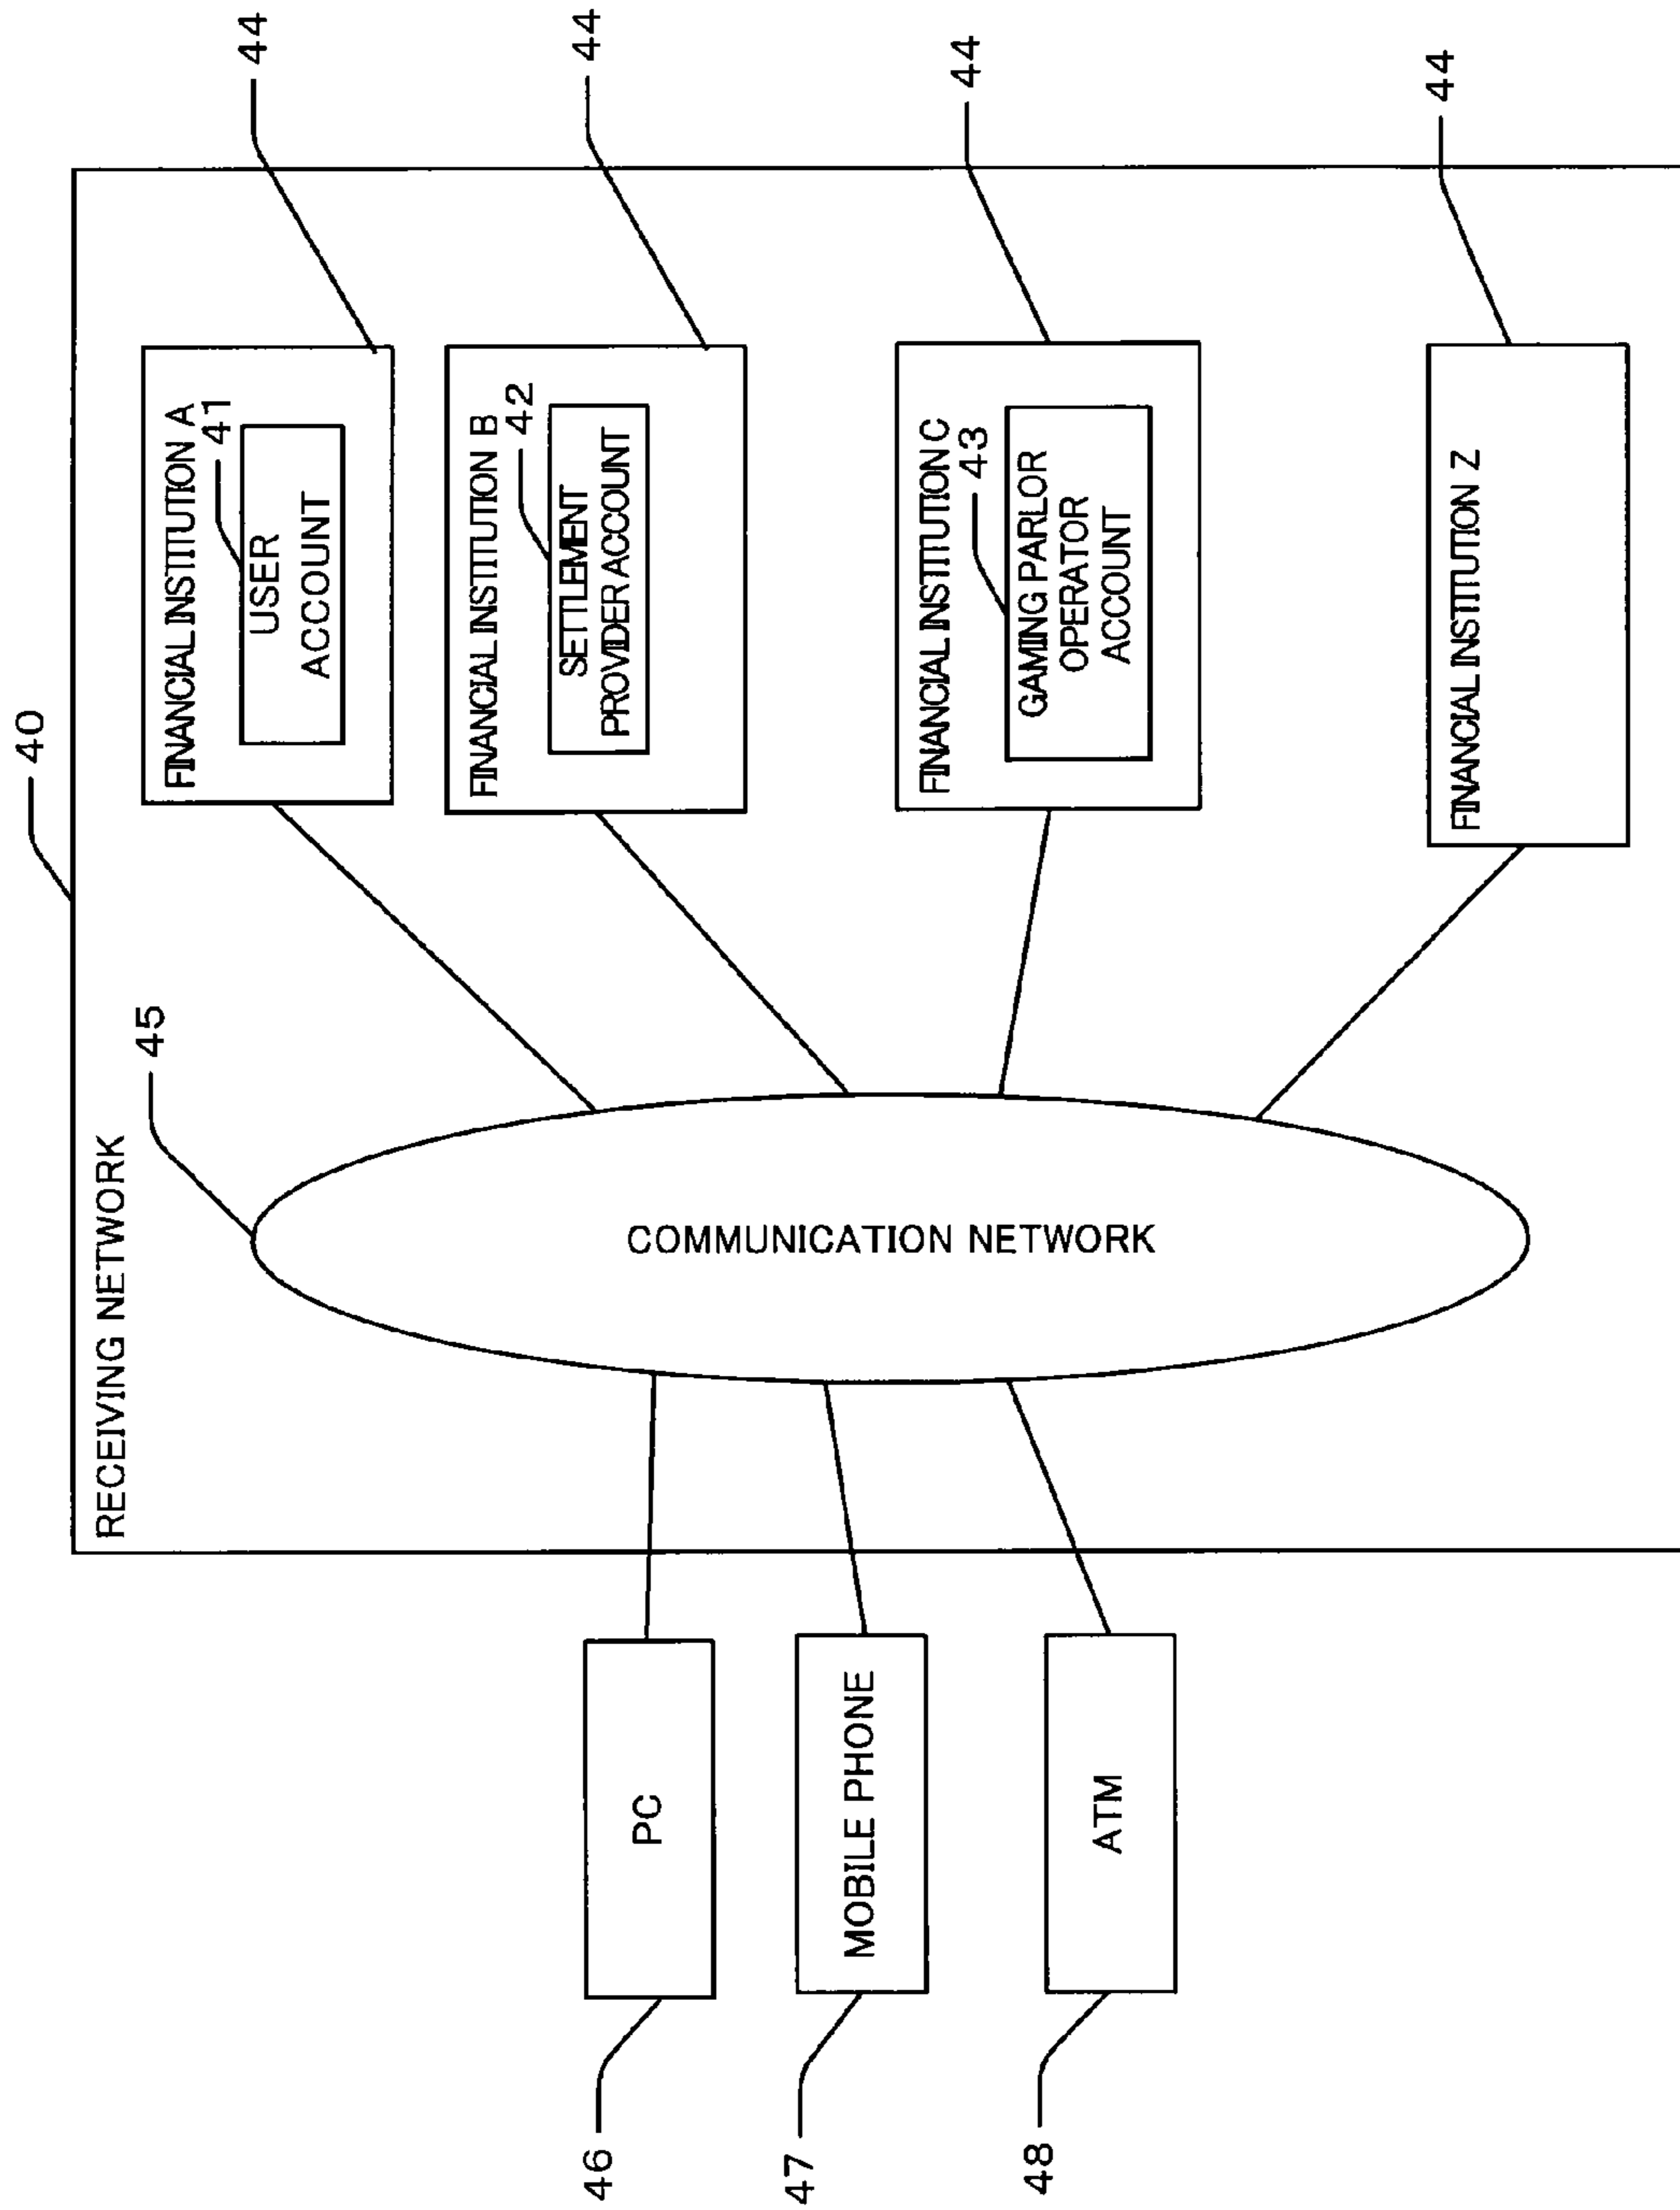 40
RECEIVING NETWORK
45
COMMUNICATION NETWORK
FINANCIAL INSTITUTION A
41
USER
ACCOUNT
44
FINANCIAL INSTITUTION B
42
SETTLEMENT
PROVIDER ACCOUNT
44
FINANCIAL INSTITUTION C
43
GAMING PARLOR
OPERATOR
ACCOUNT
44
FINANCIAL INSTITUTION Z
44
46
PC
47
MOBILE PHONE
48
ATM